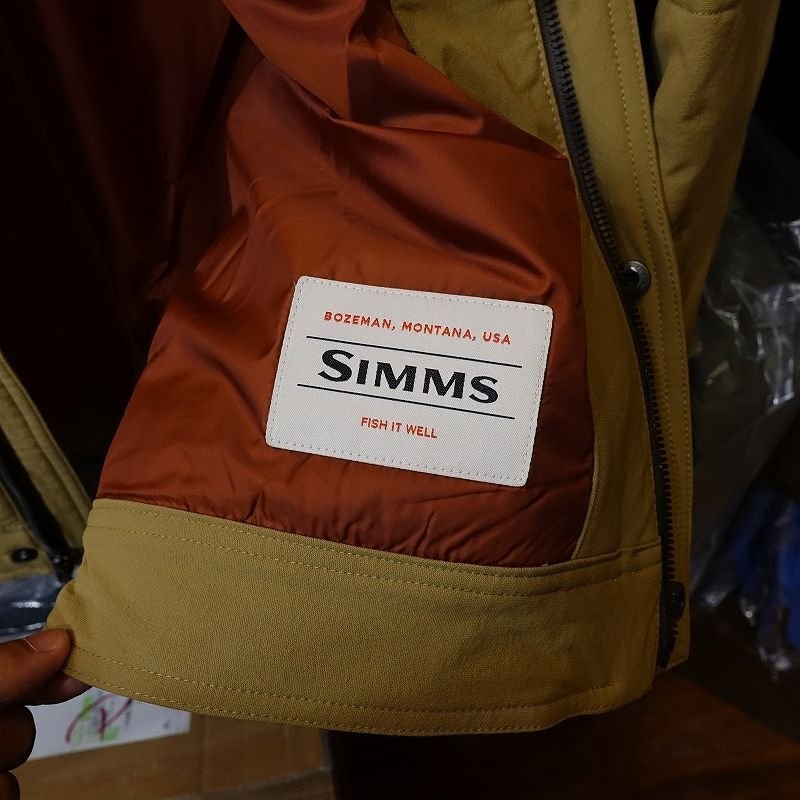 BOZEMAN, MONTANA, USA
SIMMS
FISH IT WELL